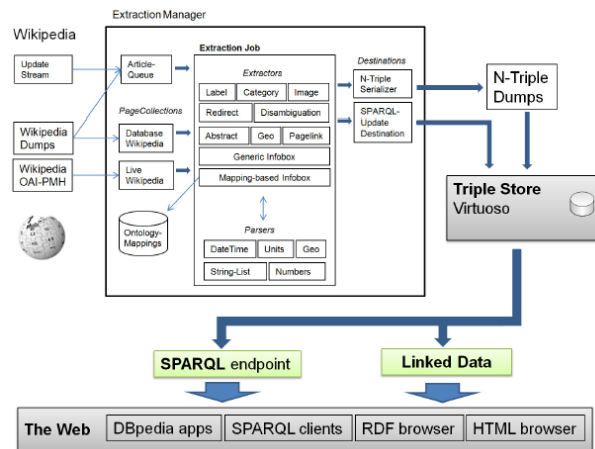 Extraction Manager
Wikipedia
Update
Stream
Wikipedia
Dumps
Wikipedia
OAI-PMH
Article-
Queue
PageCollections
Database
Wikipedia
Live
Wikipedia
Ontology-
Mappings
Extraction Job
Extractors
Label Category Image
Redirect Disambiguation
Abstract Geo Pagelink
Generic Infobox
Mapping-based Infobox
Parsers
DateTime Units Geo
String-List Numbers
Destinations
N-Triple
Serializer
SPARQL-
Update
Destination
N-Triple
Dumps
Triple Store
Virtuoso
SPARQL endpoint
Linked Data
The Web DBpedia apps SPARQL clients RDF browser HTML browser